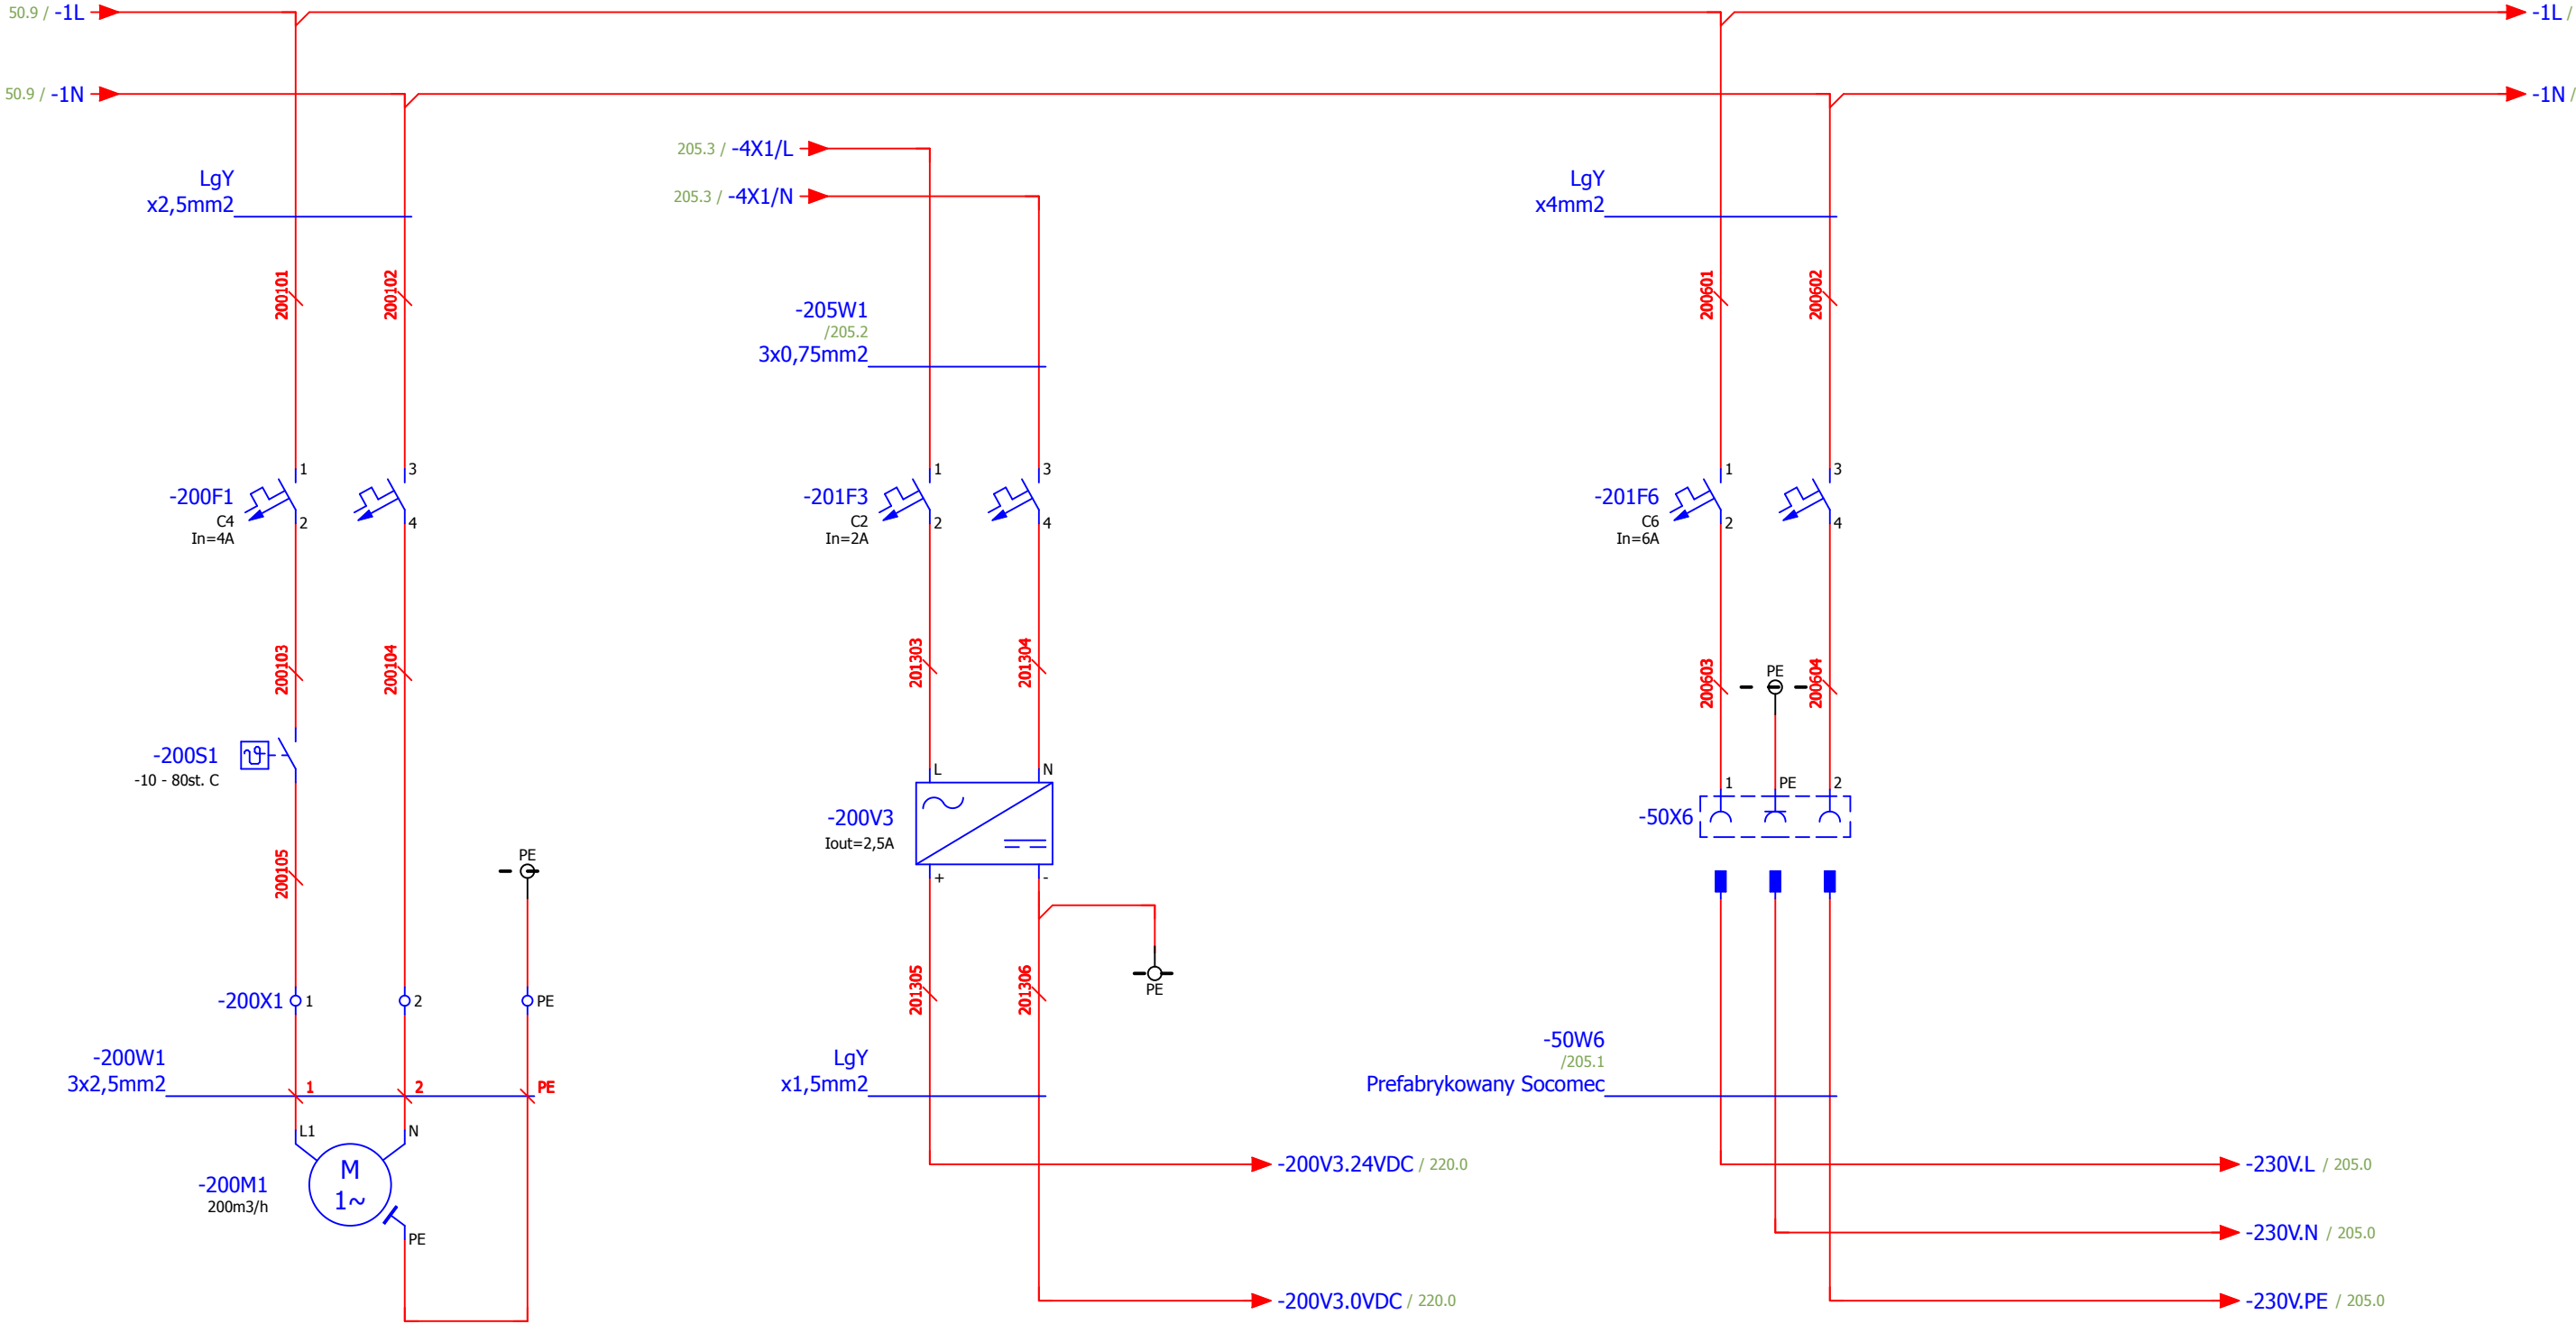 50.9 / -1L
-1L /
50.9 / -1N
-1N /
205.3 / -4X1/L
205.3 / -4X1/N
LgY
x2,5mm2
LgY
x4mm2
200101
200102
200601
200602
-205W1
/205.2
3x0,75mm2
-200F1
C4
In=4A
1
2
3
4
-201F3
C2
In=2A
1
2
3
4
-201F6
C6
In=6A
1
2
3
4
200103
200104
201303
201304
200603
PE
200604
-200S1
-10 - 80st. C
L
N
-200V3
Iout=2,5A
+
-
1
PE
2
-50X6
200105
PE
201305
201306
PE
-200X1
1
2
PE
-200W1
3x2,5mm2
1
2
PE
LgY
x1,5mm2
-50W6
/205.1
Prefabrykowany Socomec
L1
N
M
1~
-200M1
200m3/h
PE
-200V3.24VDC / 220.0
-200V3.0VDC / 220.0
-230V.L / 205.0
-230V.N / 205.0
-230V.PE / 205.0